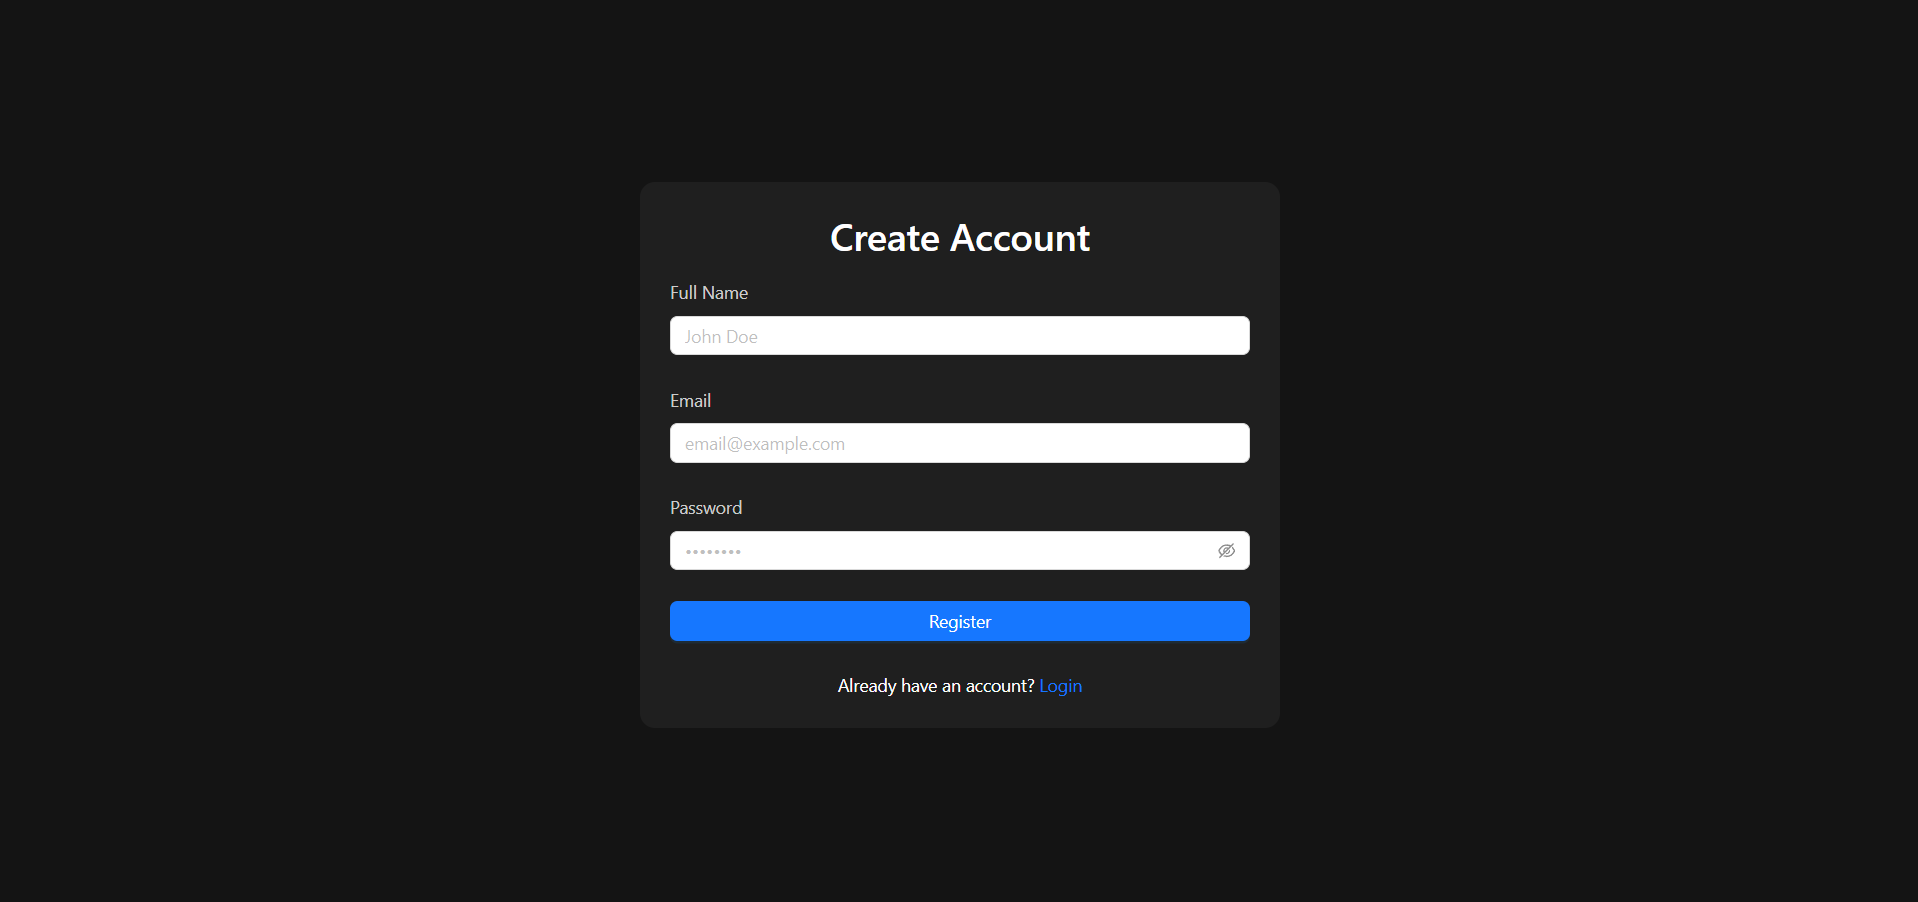 Create Account
Full Name
John Doe
Email
email@example.com
Password
••••••••
Register
Already have an account? Login